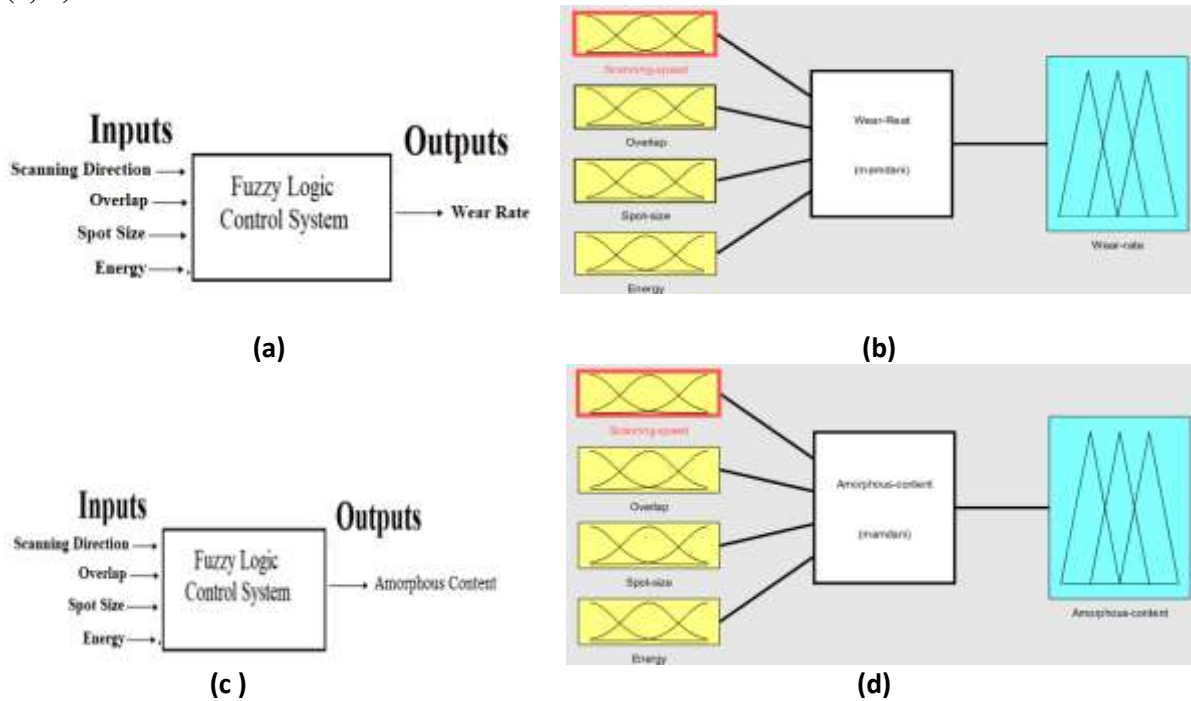 Inputs
Outputs
Scanning Direction
Overlap
Spot Size
Energy
Fuzzy Logic
Control System
Wear Rate
(a)
Scanning-speed
Overlap
Spot-size
Energy
Wear-Reat
(mamdani)
Wear-rate
(b)
Inputs
Outputs
Scanning Direction
Overlap
Spot Size
Energy
Fuzzy Logic
Control System
Amorphous Content
(c )
Scanning-speed
Overlap
Spot-size
Energy
Amorphous-content
(mamdani)
Amorphous-content
(d)